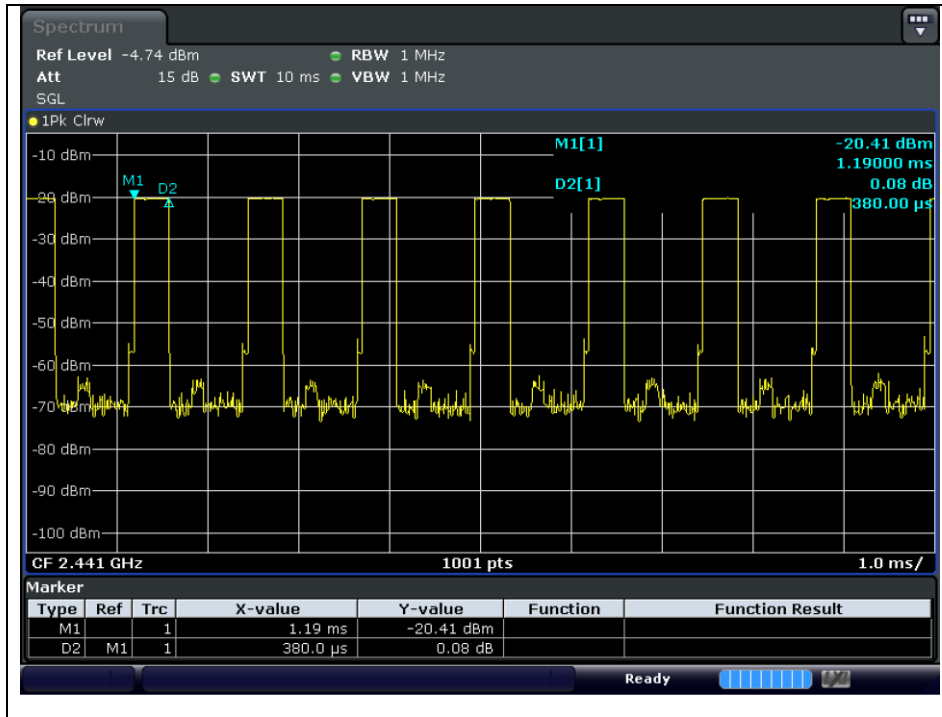 Spectrum
Ref Level -4.74 dBm RBW 1 MHz
Att 15 dB SWT 10 ms VBW 1 MHz
SGL
1Pk Clrw
M1[1] -20.41 dBm
1.19000 ms
D2[1] 0.08 dB
380.00 µs
-10 dBm
M1 D2
-20 dBm
-30 dBm
-40 dBm
-50 dBm
-60 dBm
-70 dBm
-80 dBm
-90 dBm
-100 dBm
CF 2.441 GHz 1001 pts 1.0 ms/
Marker
Type Ref Trc X-value Y-value Function Function Result
M1 1 1.19 ms -20.41 dBm
D2 M1 1 380.0 µs 0.08 dB
Ready